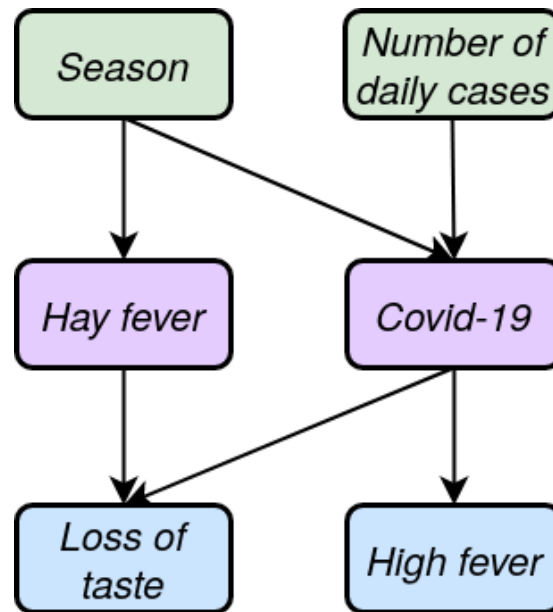 Season
Number of
daily cases
Hay fever
Covid-19
Loss of
taste
High fever